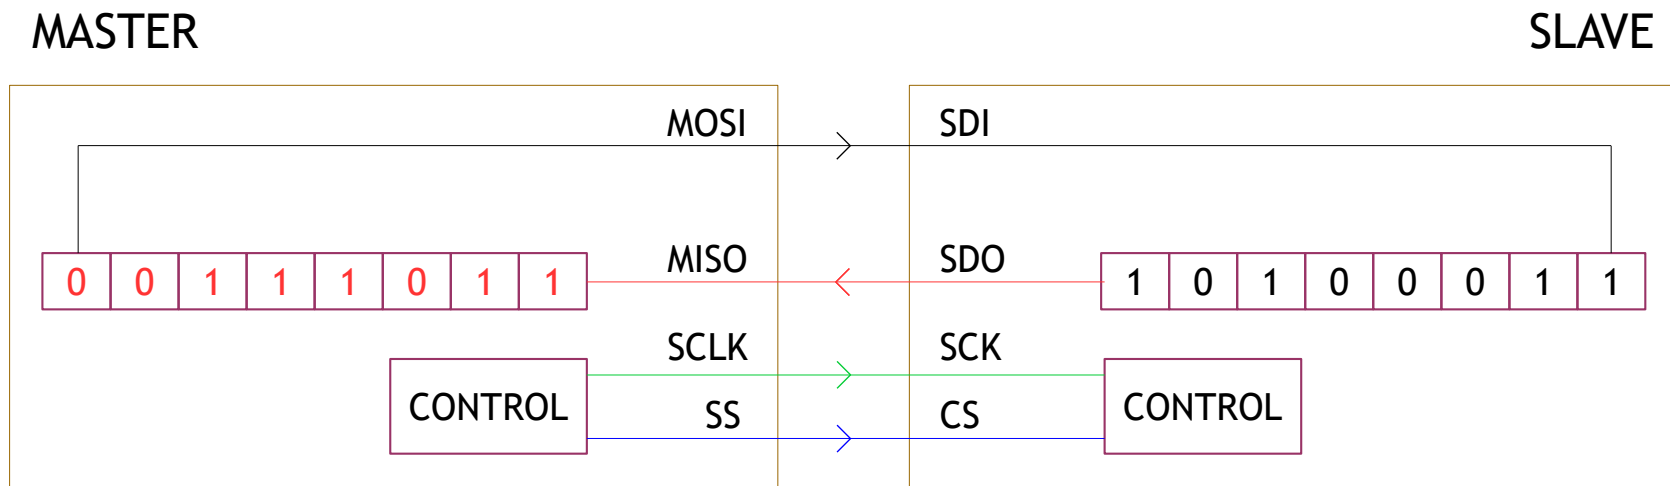 MASTER SLAVE
MOSI SDI
0 0 1 1 1 0 1 1 MISO SDO 1 0 1 0 0 0 1 1
SCLK SCK
CONTROL CONTROL
SS CS